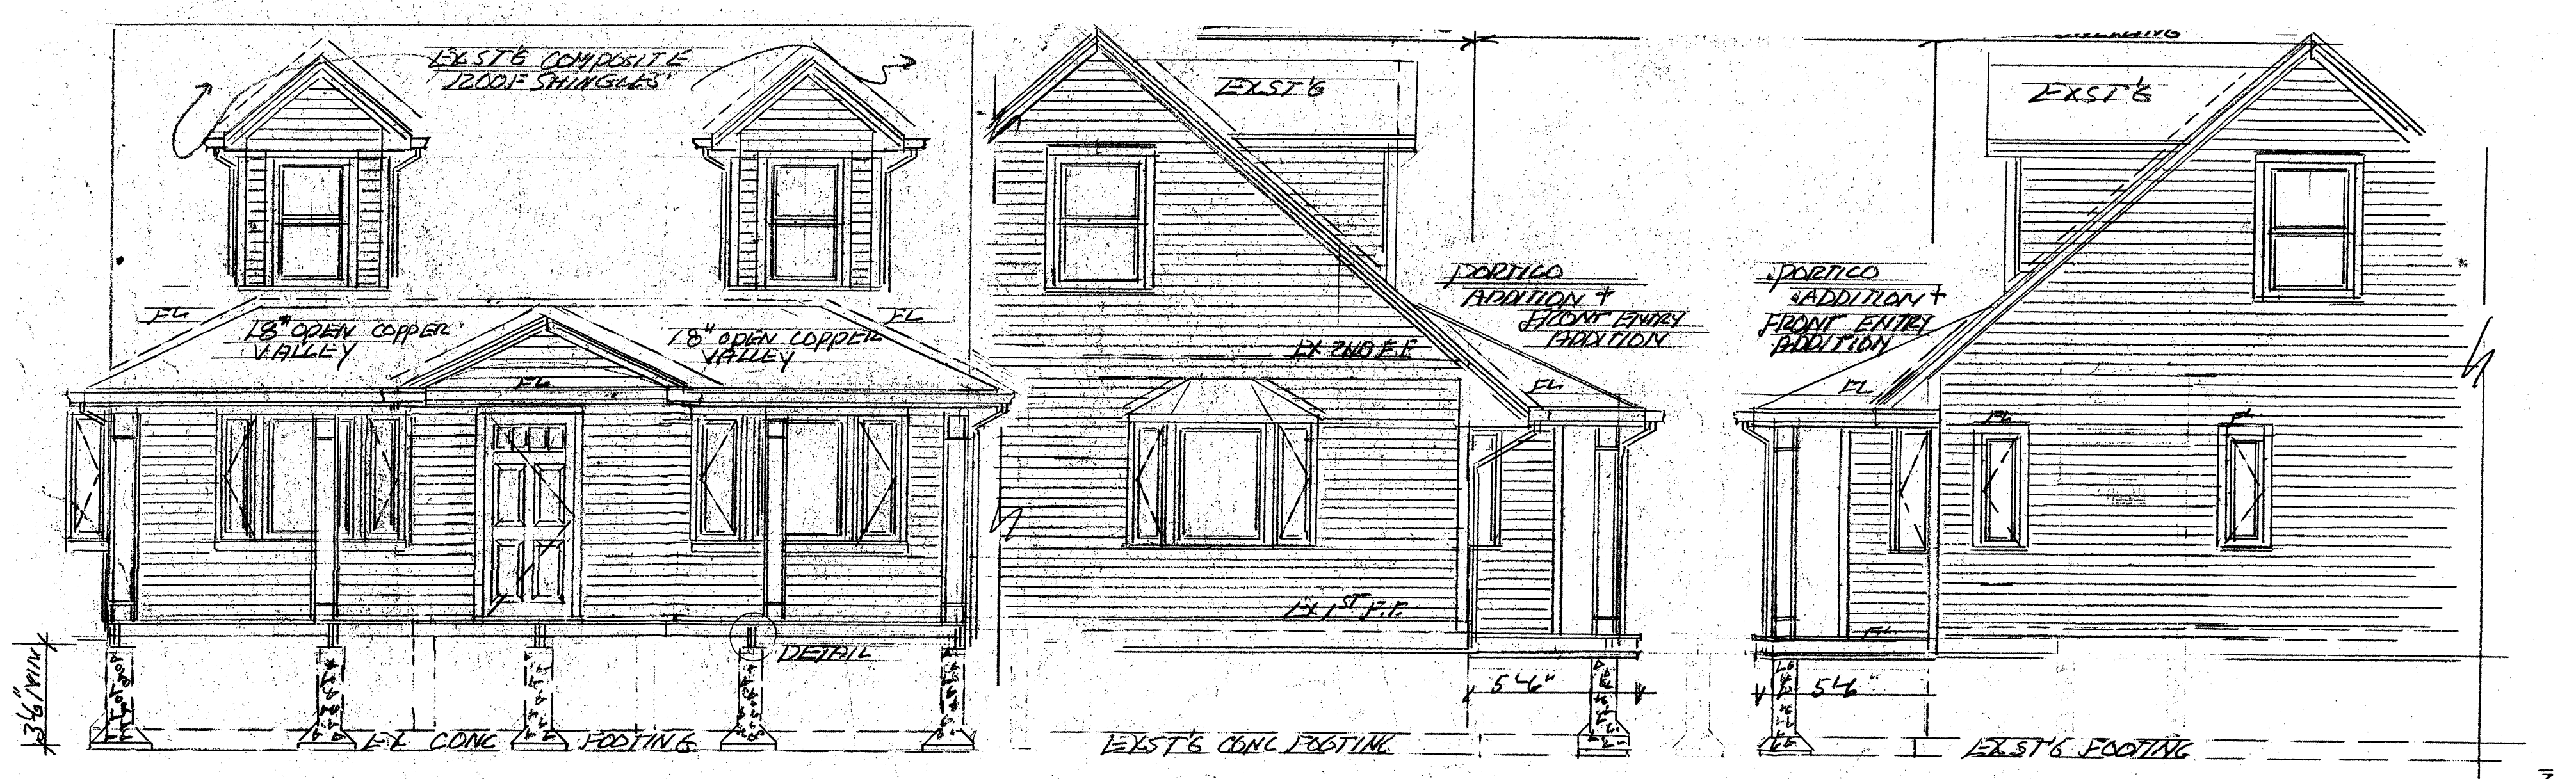 EXST'G COMPOSITE
ROOF SHINGLES
FL
18" OPEN COPPER
VALLEY
18" OPEN COPPER
VALLEY
FL
FL
DETAIL
36" MIN
EX CONC FOOTING
EXST'G
PORTICO
ADDITION +
FRONT ENTRY
ADDITION
EX 2ND F.F.
FL
EX 1ST F.F.
5'-6"
EXST'G CONC FOOTING
EXST'G
PORTICO
ADDITION +
FRONT ENTRY
ADDITION
FL
FL
FL
FL
5'-6"
EXST'G FOOTING